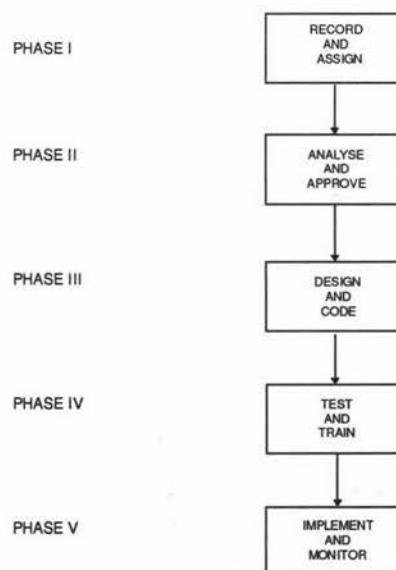 PHASE I
RECORD
AND
ASSIGN
PHASE II
ANALYSE
AND
APPROVE
PHASE III
DESIGN
AND
CODE
PHASE IV
TEST
AND
TRAIN
PHASE V
IMPLEMENT
AND
MONITOR